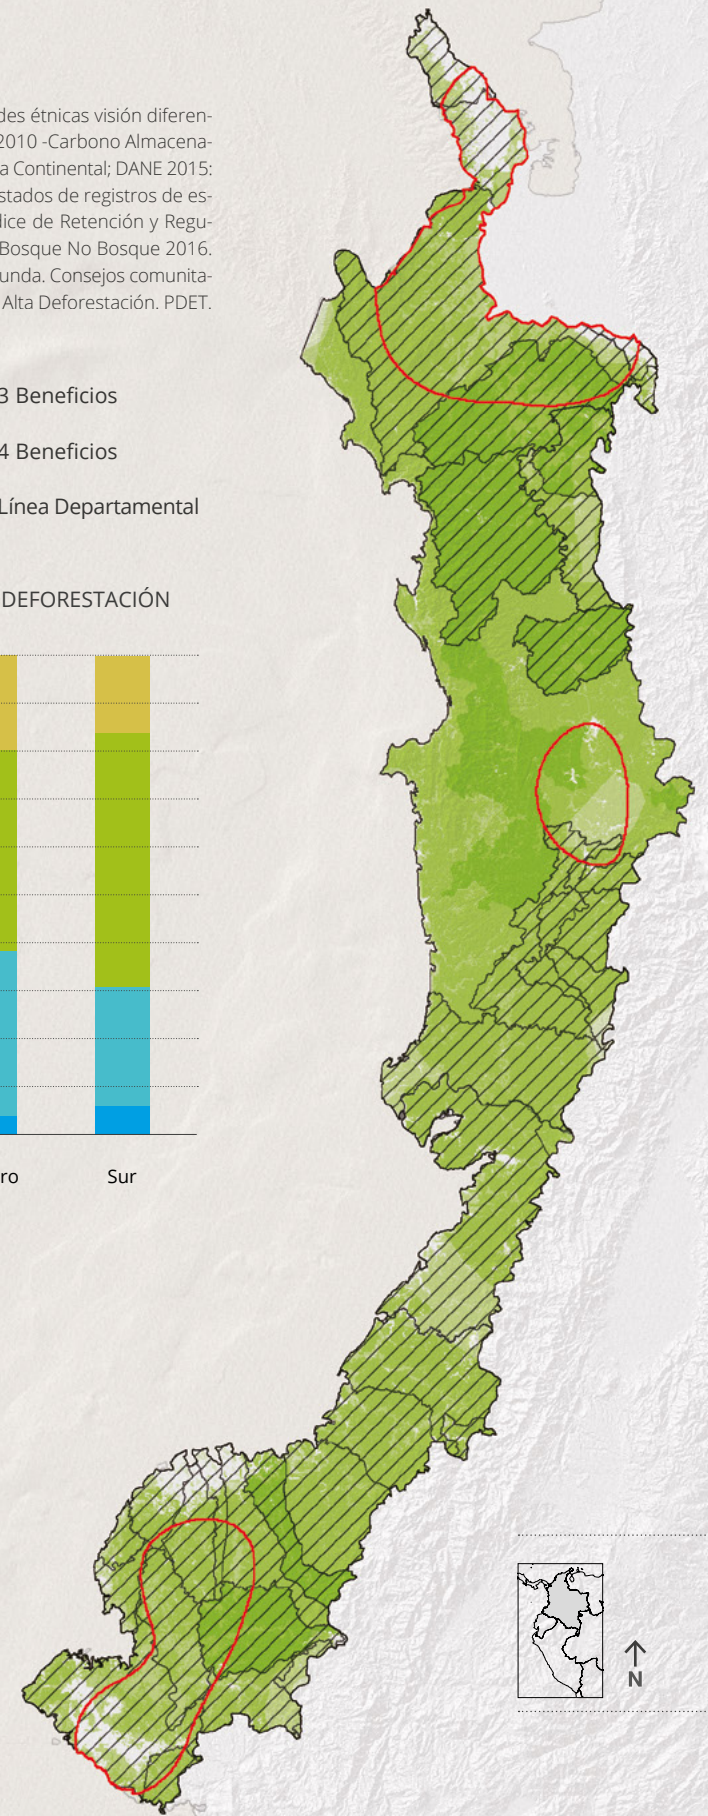 des étnicas visión diferen-
2010 -Carbono Almacena-
a Continental; DANE 2015:
stados de registros de es-
dice de Retención y Regu-
Bosque No Bosque 2016.
unda. Consejos comunita-
Alta Deforestación. PDET.
3 Beneficios
4 Beneficios
Línea Departamental
DEFORESTACIÓN
ro
Sur
N